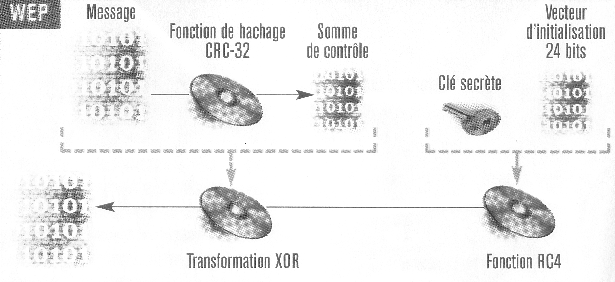 WEP
Message
Fonction de hachage
CRC-32
Somme
de contrôle
Clé secrète
Vecteur
d'initialisation
24 bits
Transformation XOR
Fonction RC4